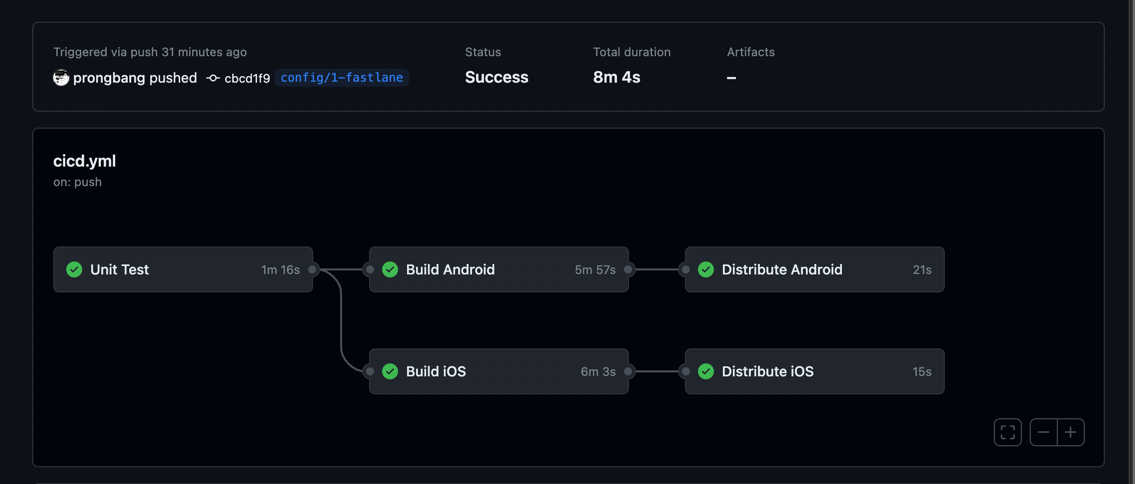 Triggered via push 31 minutes ago
prongbang pushed cbcd1f9 config/1-fastlane
Status
Success
Total duration
8m 4s
Artifacts
–
cicd.yml
on: push
Unit Test 1m 16s
Build Android 5m 57s
Distribute Android 21s
Build iOS 6m 3s
Distribute iOS 15s